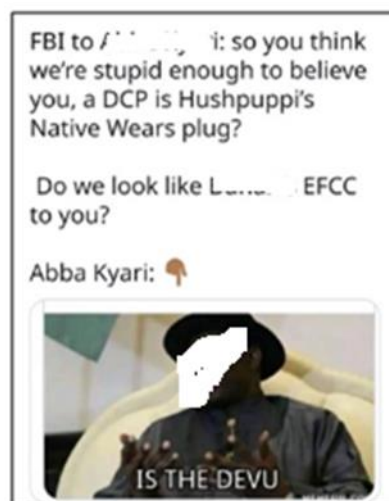 FBI to i: so you think
we're stupid enough to believe
you, a DCP is Hushpuppi's
Native Wears plug?
Do we look like EFCC
to you?
Abba Kyari: 👇🏾
IS THE DEVU